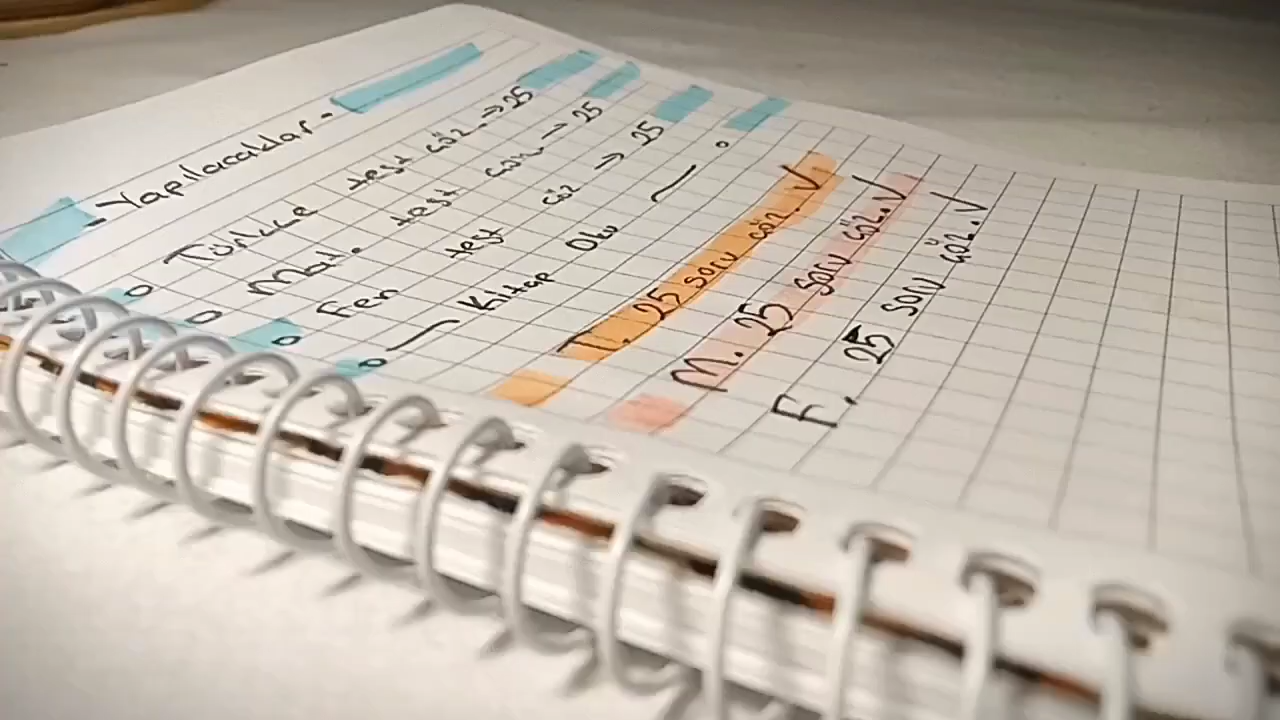 - Yapılacaklar -
o Türkçe test çöz → 25
o Mat. test çöz → 25
o Fen test çöz → 25
o ~ Kitap Oku ~ o
T. 25 soru çöz. √
M. 25 soru çöz. √
F. 25 soru çöz. √